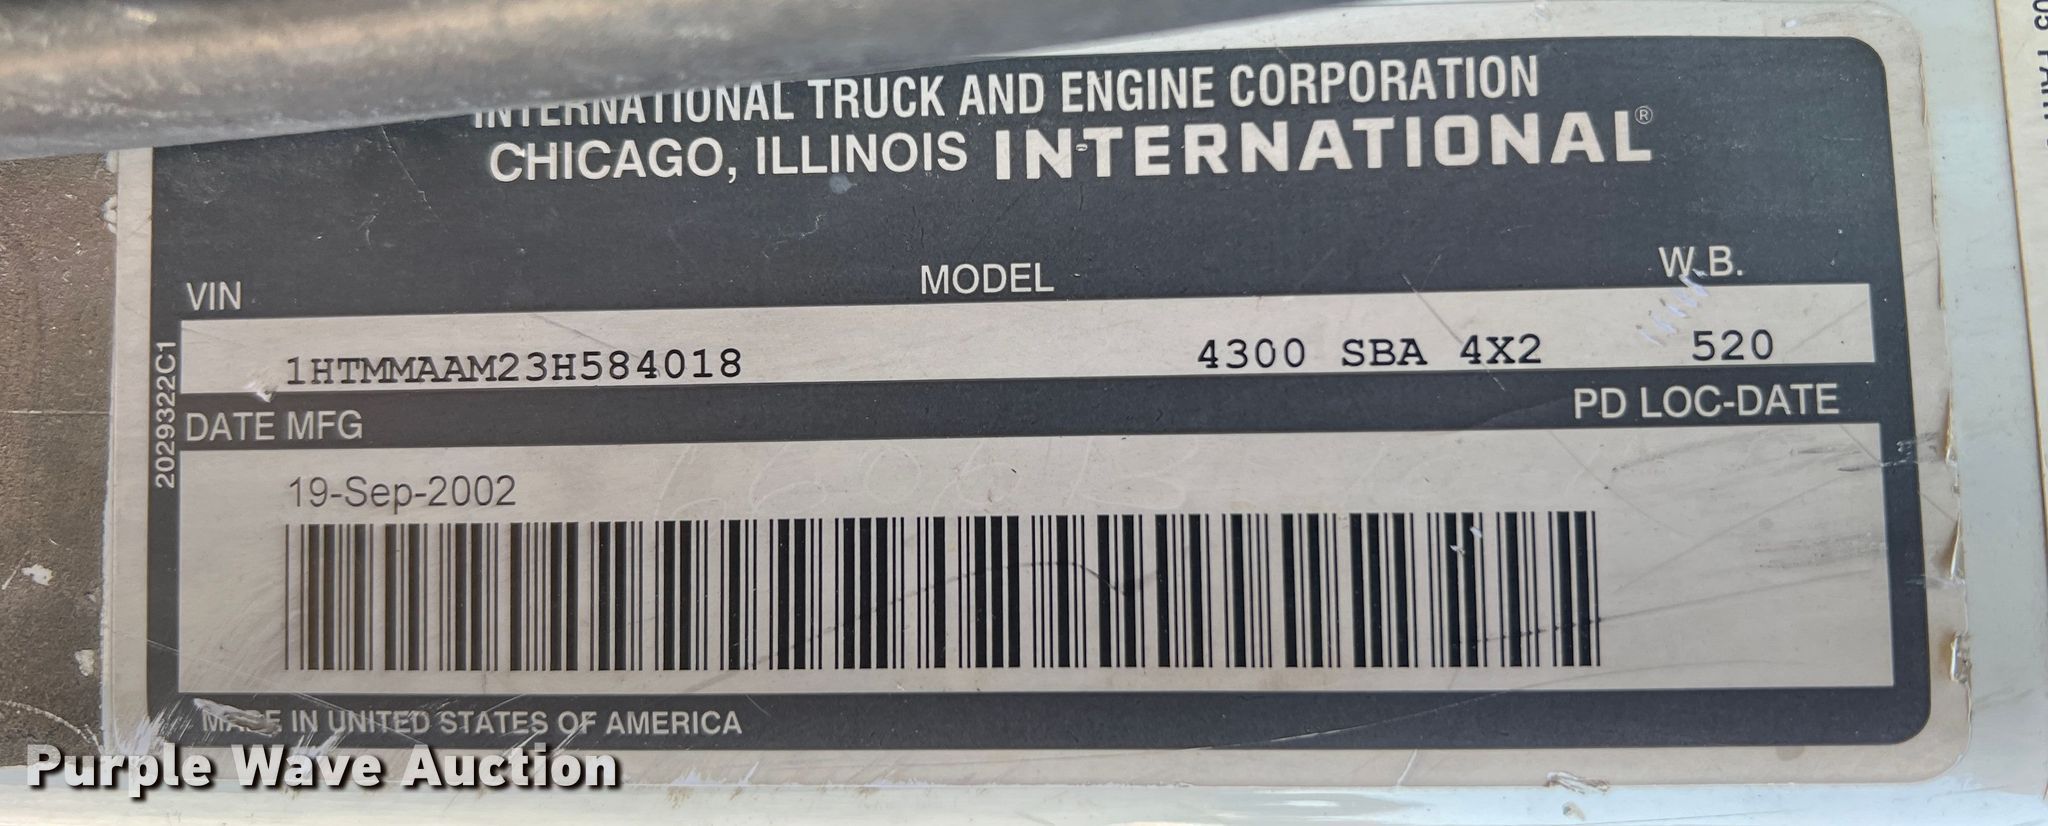 INTERNATIONAL TRUCK AND ENGINE CORPORATION
CHICAGO, ILLINOIS INTERNATIONAL®
VIN MODEL W.B.
1HTMMAAM23H584018 4300 SBA 4X2 520
DATE MFG PD LOC-DATE
19-Sep-2002
MADE IN UNITED STATES OF AMERICA
2029322C1
Purple Wave Auction